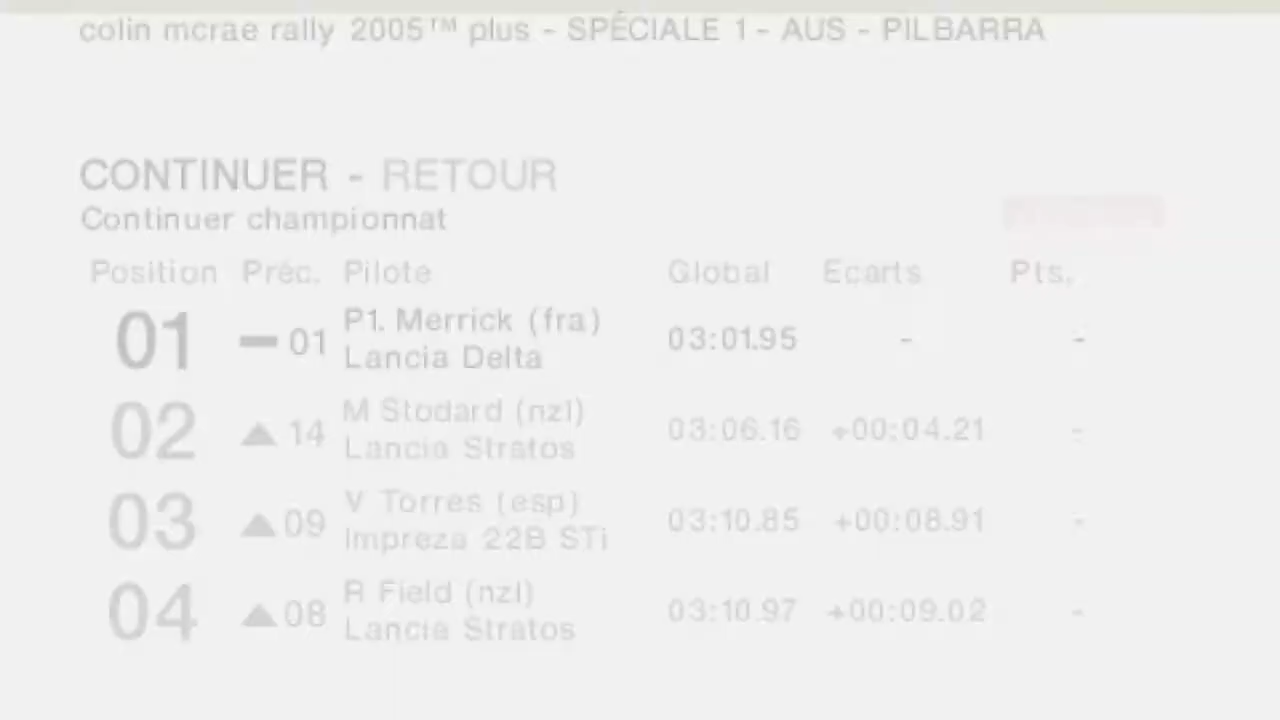 colin mcrae rally 2005™ plus - SPÉCIALE 1 - AUS - PILBARRA
CONTINUER - RETOUR
Continuer championnat
Position Préc. Pilote Global Ecarts Pts.
01 01 P1. Merrick (fra) 03:01.95 - -
Lancia Delta
02 14 M Stodard (nzl) 03:06.16 +00:04.21 -
Lancia Stratos
03 09 V Torres (esp) 03:10.85 +00:08.91 -
Impreza 22B STi
04 08 R Field (nzl) 03:10.97 +00:09.02 -
Lancia Stratos